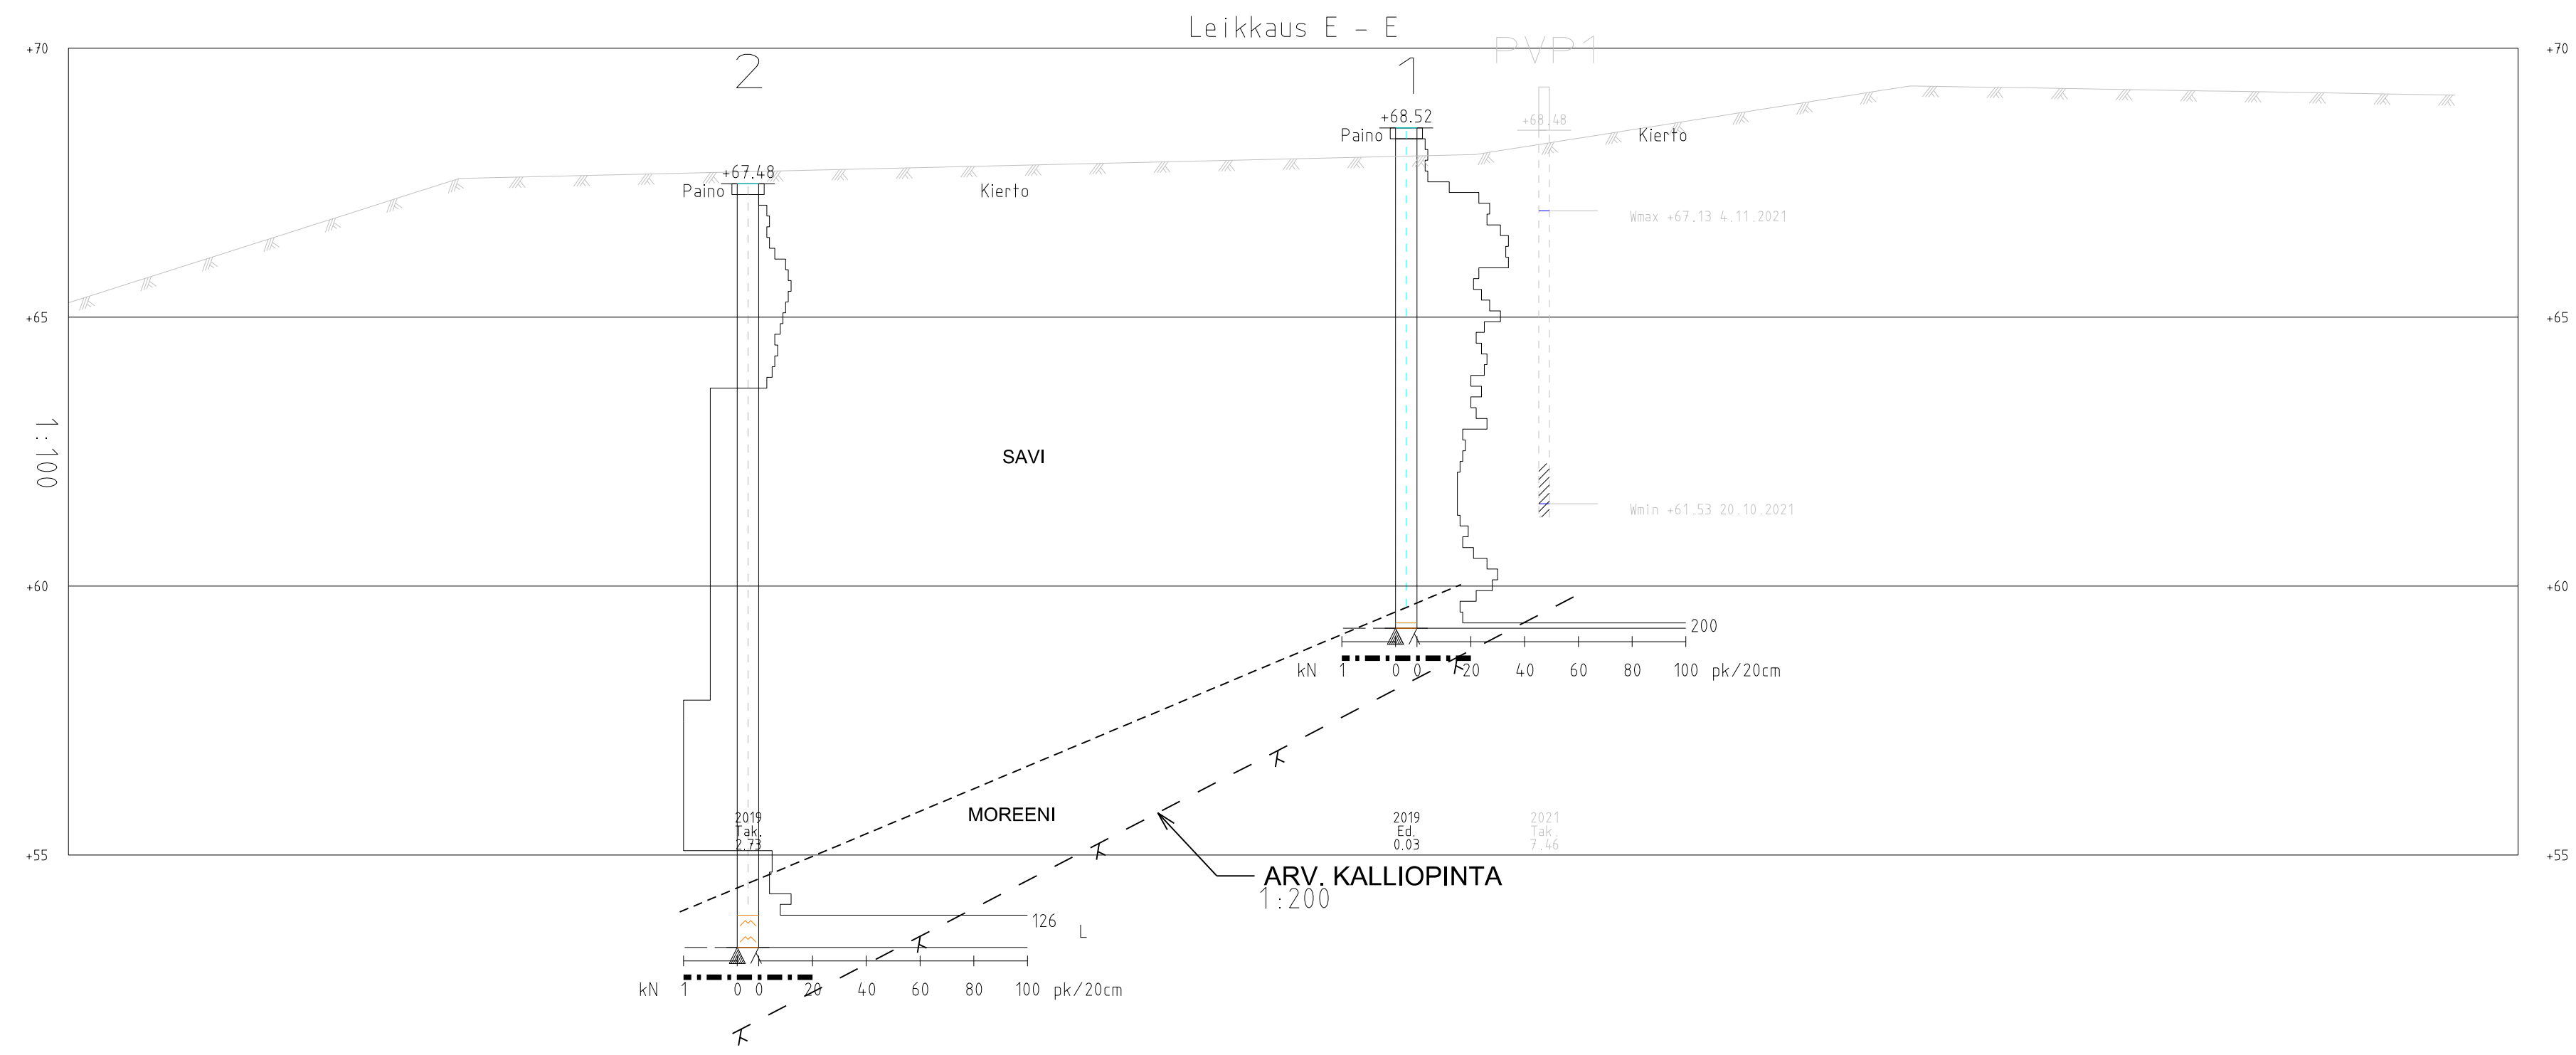 Leikkaus E - E
+70
+70
2
1
PVP1
+68.52
+68.48
Paino
Kierto
+67.48
Paino
Kierto
Wmax +67.13 4.11.2021
+65
+65
1:100
SAVI
Wmin +61.53 20.10.2021
+60
+60
200
kN 1 0 0 20 40 60 80 100 pk/20cm
MOREENI
2019
Tak.
2.73
2019
Ed.
0.03
2021
Tak.
7.46
+55
+55
ARV. KALLIOPINTA
1:200
126
L
kN 1 0 0 20 40 60 80 100 pk/20cm